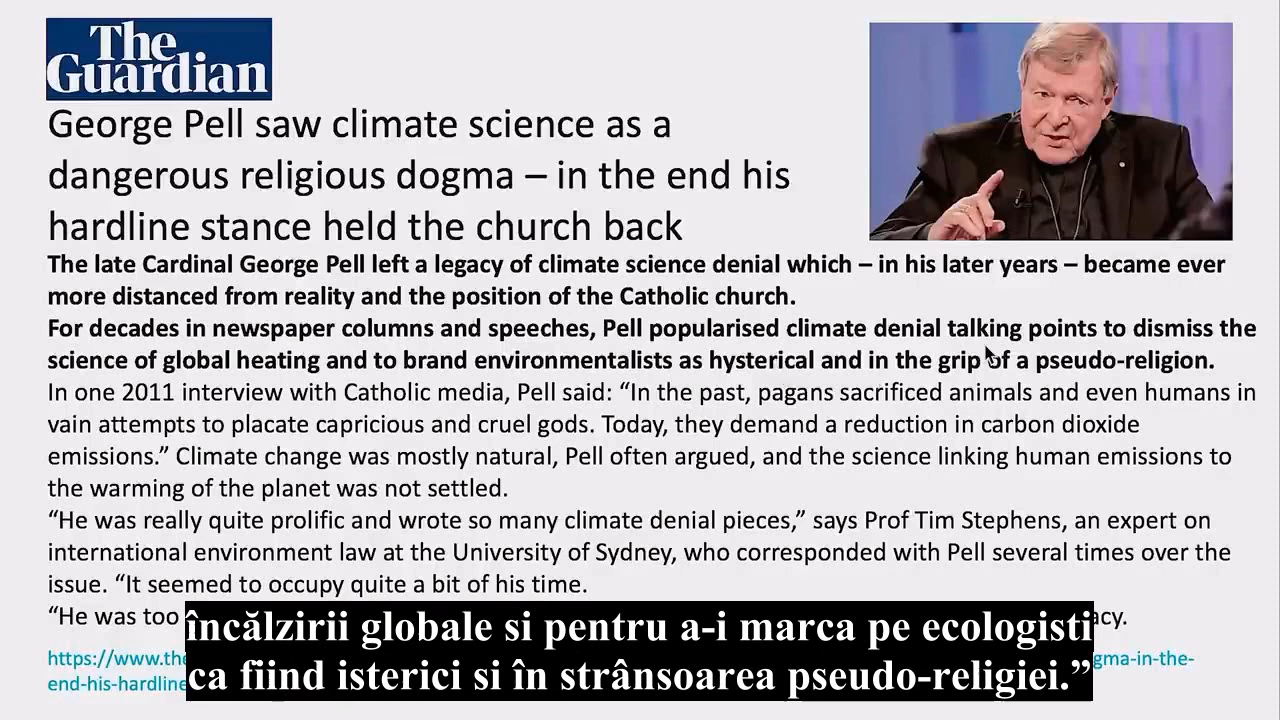 The
Guardian
George Pell saw climate science as a
dangerous religious dogma – in the end his
hardline stance held the church back
The late Cardinal George Pell left a legacy of climate science denial which – in his later years – became ever
more distanced from reality and the position of the Catholic church.
For decades in newspaper columns and speeches, Pell popularised climate denial talking points to dismiss the
science of global heating and to brand environmentalists as hysterical and in the grip of a pseudo-religion.
In one 2011 interview with Catholic media, Pell said: “In the past, pagans sacrificed animals and even humans in
vain attempts to placate capricious and cruel gods. Today, they demand a reduction in carbon dioxide
emissions.” Climate change was mostly natural, Pell often argued, and the science linking human emissions to
the warming of the planet was not settled.
“He was really quite prolific and wrote so many climate denial pieces,” says Prof Tim Stephens, an expert on
international environment law at the University of Sydney, who corresponded with Pell several times over the
issue. “It seemed to occupy quite a bit of his time.
“He was too
încălzirii globale si pentru a-i marca pe ecologisti
ca fiind isterici si în strânsoarea pseudo-religiei.”